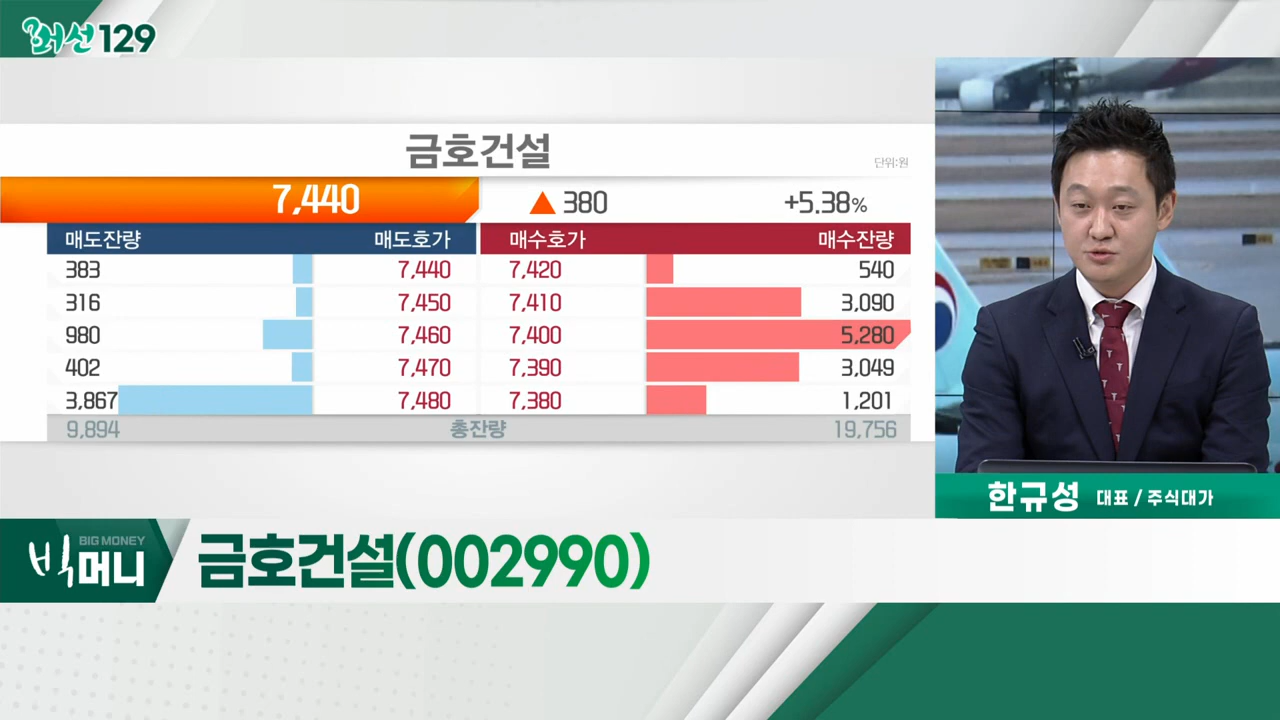 머선129
금호건설
단위:원
7,440 ▲ 380 +5.38%
매도잔량 매도호가 매수호가 매수잔량
383 7,440 7,420 540
316 7,450 7,410 3,090
980 7,460 7,400 5,280
402 7,470 7,390 3,049
3,867 7,480 7,380 1,201
9,894 총잔량 19,756
한규성 대표 / 주식대가
BIG MONEY
빅머니
금호건설(002990)